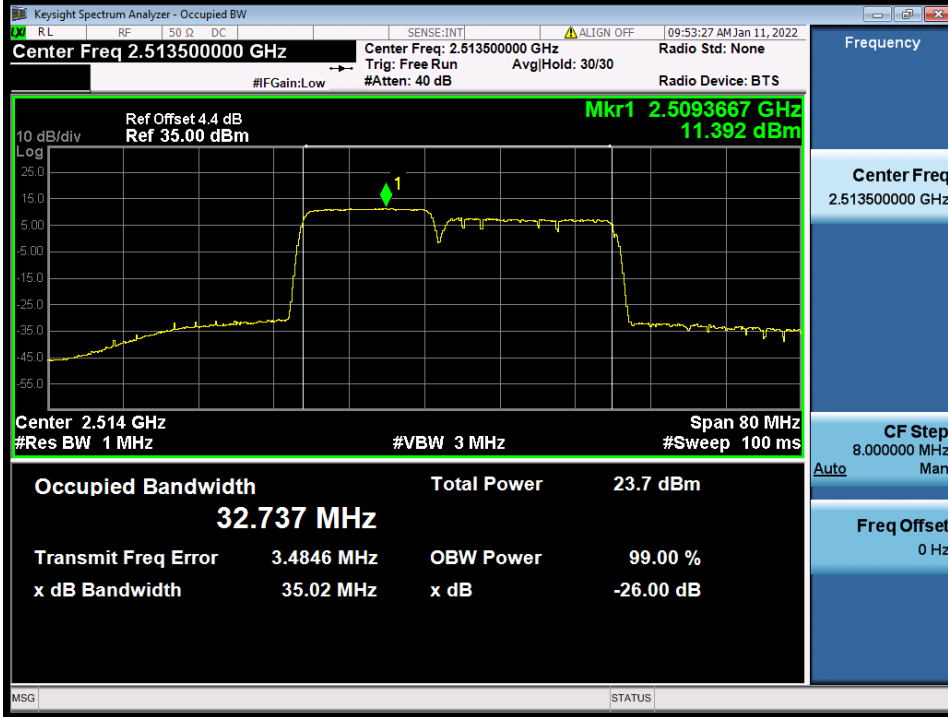 Keysight Spectrum Analyzer - Occupied BW
LXI RL RF 50 Ω DC SENSE:INT ALIGN OFF 09:53:27 AM Jan 11, 2022
Center Freq 2.513500000 GHz Center Freq: 2.513500000 GHz Radio Std: None
Trig: Free Run Avg|Hold: 30/30
#IFGain:Low #Atten: 40 dB Radio Device: BTS
Frequency
Mkr1 2.5093667 GHz
11.392 dBm
Ref Offset 4.4 dB
10 dB/div Ref 35.00 dBm
Log
25.0
1
15.0
5.00
-5.00
-15.0
-25.0
-35.0
-45.0
-55.0
Center 2.514 GHz Span 80 MHz
#Res BW 1 MHz #VBW 3 MHz #Sweep 100 ms
Occupied Bandwidth Total Power 23.7 dBm
32.737 MHz
Transmit Freq Error 3.4846 MHz OBW Power 99.00 %
x dB Bandwidth 35.02 MHz x dB -26.00 dB
Center Freq
2.513500000 GHz
CF Step
8.000000 MHz
Auto Man
Freq Offset
0 Hz
MSG STATUS